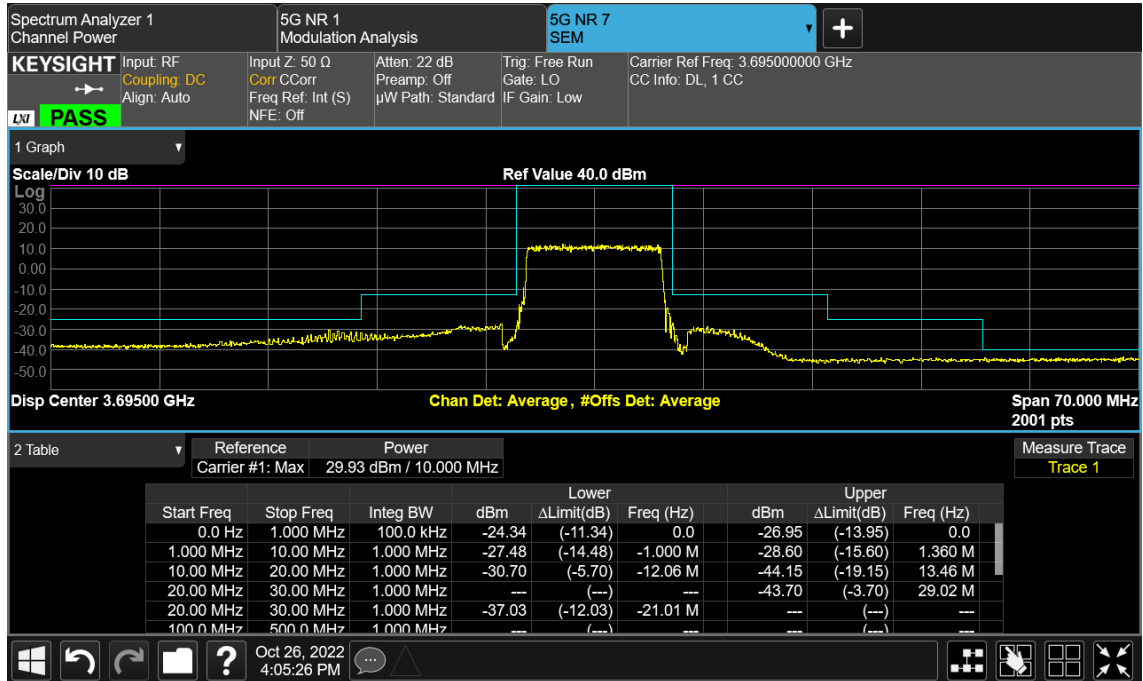 Spectrum Analyzer 1
Channel Power
5G NR 1
Modulation Analysis
5G NR 7
SEM
KEYSIGHT
Input: RF
Coupling: DC
Align: Auto
Input Z: 50 Ω
Corr CCorr
Freq Ref: Int (S)
NFE: Off
Atten: 22 dB
Preamp: Off
µW Path: Standard
Trig: Free Run
Gate: LO
IF Gain: Low
Carrier Ref Freq: 3.695000000 GHz
CC Info: DL, 1 CC
LXI PASS
1 Graph
Scale/Div 10 dB
Ref Value 40.0 dBm
Log
30.0
20.0
10.0
0.00
-10.0
-20.0
-30.0
-40.0
-50.0
Disp Center 3.69500 GHz
Chan Det: Average, #Offs Det: Average
Span 70.000 MHz
2001 pts
2 Table
Reference Power
Carrier #1: Max 29.93 dBm / 10.000 MHz
Measure Trace
Trace 1
Lower Upper
Start Freq Stop Freq Integ BW dBm ΔLimit(dB) Freq (Hz) dBm ΔLimit(dB) Freq (Hz)
0.0 Hz 1.000 MHz 100.0 kHz -24.34 (-11.34) 0.0 -26.95 (-13.95) 0.0
1.000 MHz 10.00 MHz 1.000 MHz -27.48 (-14.48) -1.000 M -28.60 (-15.60) 1.360 M
10.00 MHz 20.00 MHz 1.000 MHz -30.70 (-5.70) -12.06 M -44.15 (-19.15) 13.46 M
20.00 MHz 30.00 MHz 1.000 MHz --- (---) --- -43.70 (-3.70) 29.02 M
20.00 MHz 30.00 MHz 1.000 MHz -37.03 (-12.03) -21.01 M --- (---) ---
100.0 MHz 500.0 MHz 1.000 MHz --- (---) --- --- (---) ---
?
Oct 26, 2022
4:05:26 PM